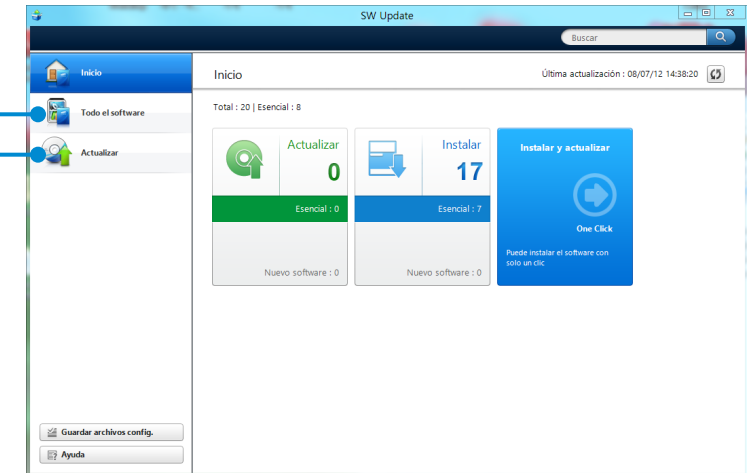 SW Update
Buscar
Inicio
Todo el software
Actualizar
Inicio
Última actualización : 08/07/12 14:38:20
Total : 20 | Esencial : 8
Actualizar
0
Esencial : 0
Nuevo software : 0
Instalar
17
Esencial : 7
Nuevo software : 0
Instalar y actualizar
One Click
Puede instalar el software con
solo un clic
Guardar archivos config.
Ayuda